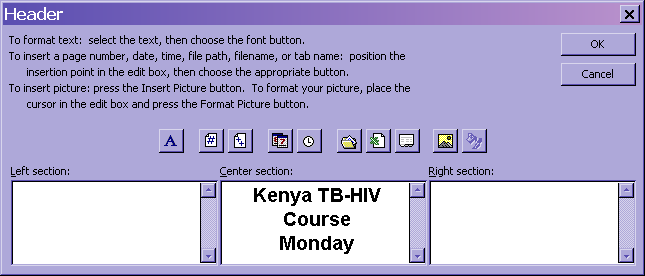 Header
To format text: select the text, then choose the font button.
To insert a page number, date, time, file path, filename, or tab name: position the
insertion point in the edit box, then choose the appropriate button.
To insert picture: press the Insert Picture button. To format your picture, place the
cursor in the edit box and press the Format Picture button.
OK
Cancel
A
Left section:
Center section:
Right section:
Kenya TB-HIV
Course
Monday